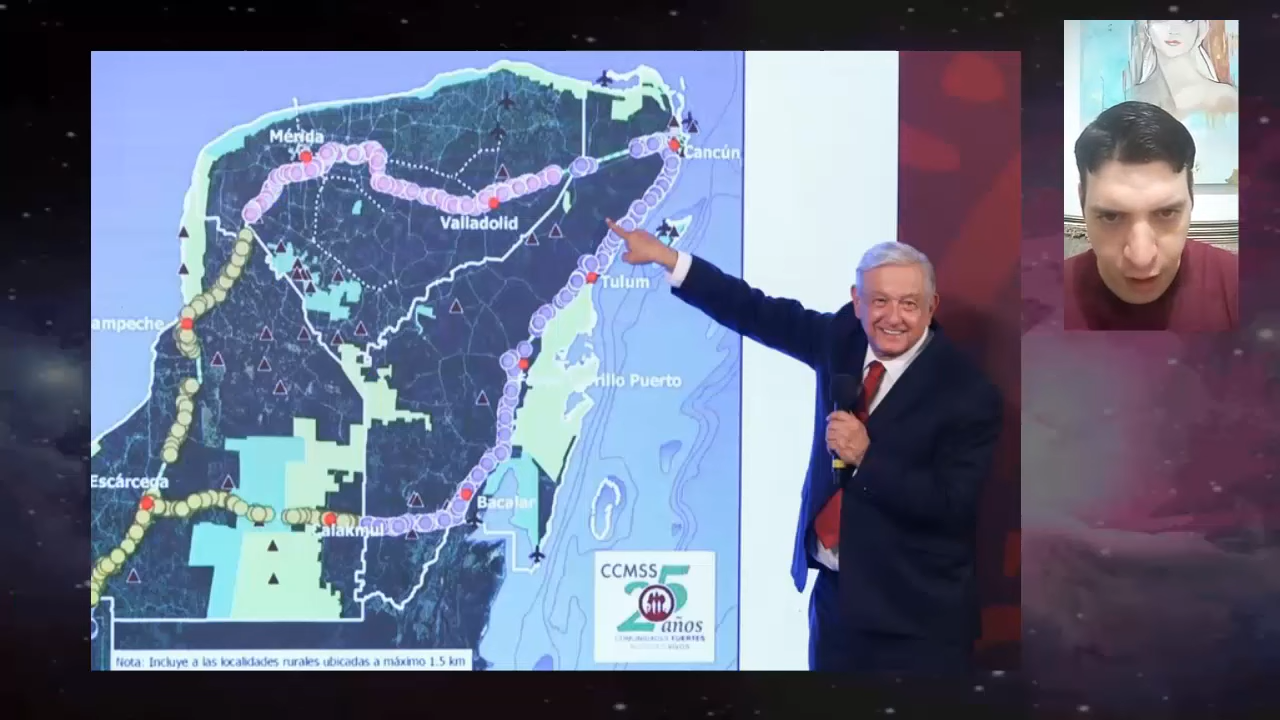 Mérida
Cancún
Valladolid
Tulum
ampeche
rillo Puerto
Escárcega
Bacalar
alakmul
CCMSS
25
años
COMUNIDADES FUERTES
Nota: Incluye a las localidades rurales ubicadas a máximo 1.5 km